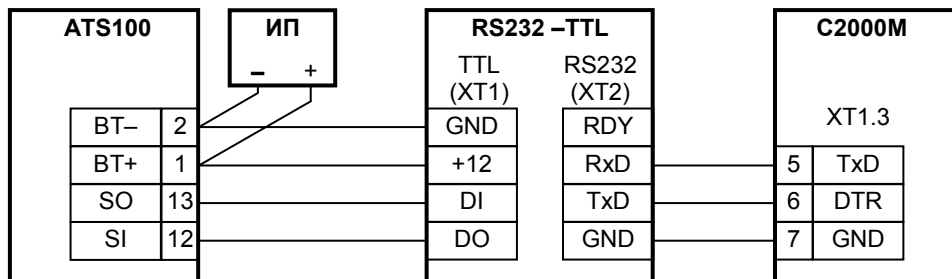 ATS100
ИП
RS232 –TTL
C2000M
– +
TTL
(XT1)
RS232
(XT2)
XT1.3
BT– 2
GND
RDY
BT+ 1
+12
RxD
5 TxD
SO 13
DI
TxD
6 DTR
SI 12
DO
GND
7 GND